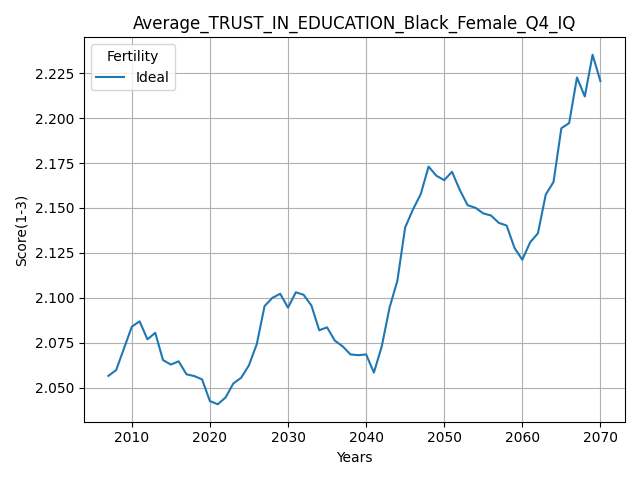 Average_TRUST_IN_EDUCATION_Black_Female_Q4_IQ
Fertility
Ideal
2.225
2.200
2.175
2.150
2.125
2.100
2.075
2.050
Score(1-3)
2010 2020 2030 2040 2050 2060 2070
Years